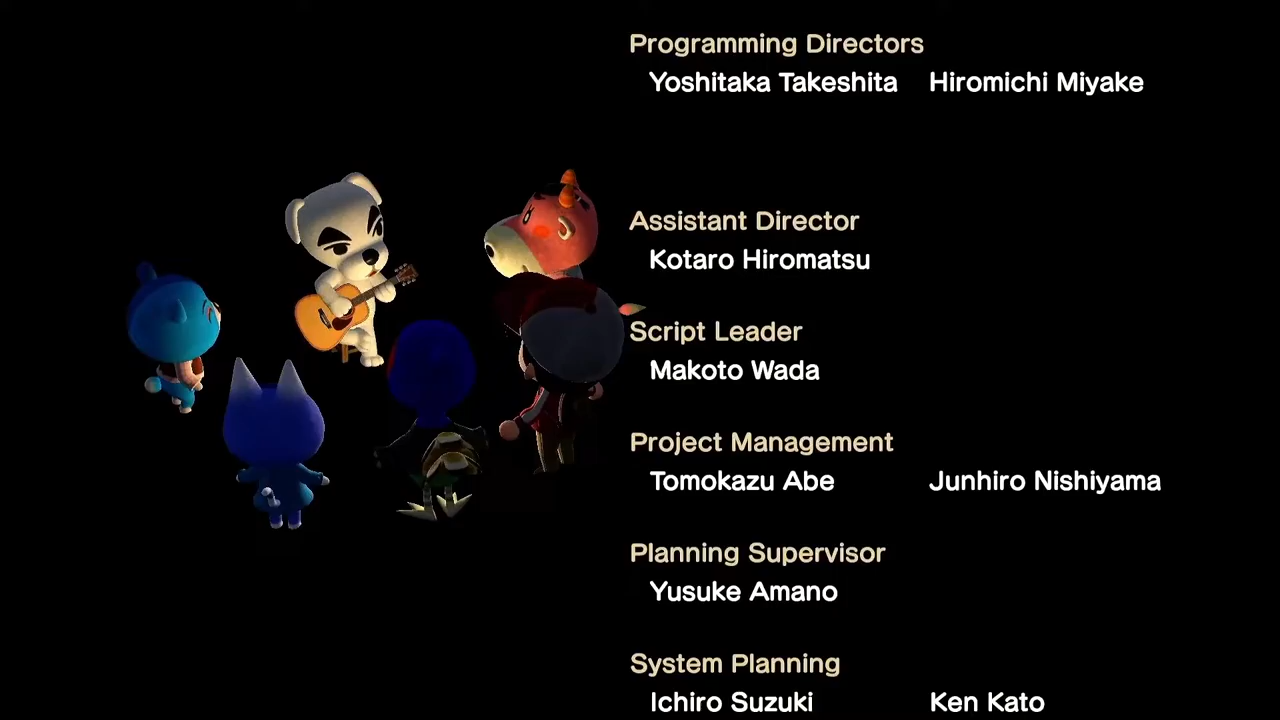 Programming Directors
Yoshitaka Takeshita Hiromichi Miyake
Assistant Director
Kotaro Hiromatsu
Script Leader
Makoto Wada
Project Management
Tomokazu Abe Junhiro Nishiyama
Planning Supervisor
Yusuke Amano
System Planning
Ichiro Suzuki Ken Kato